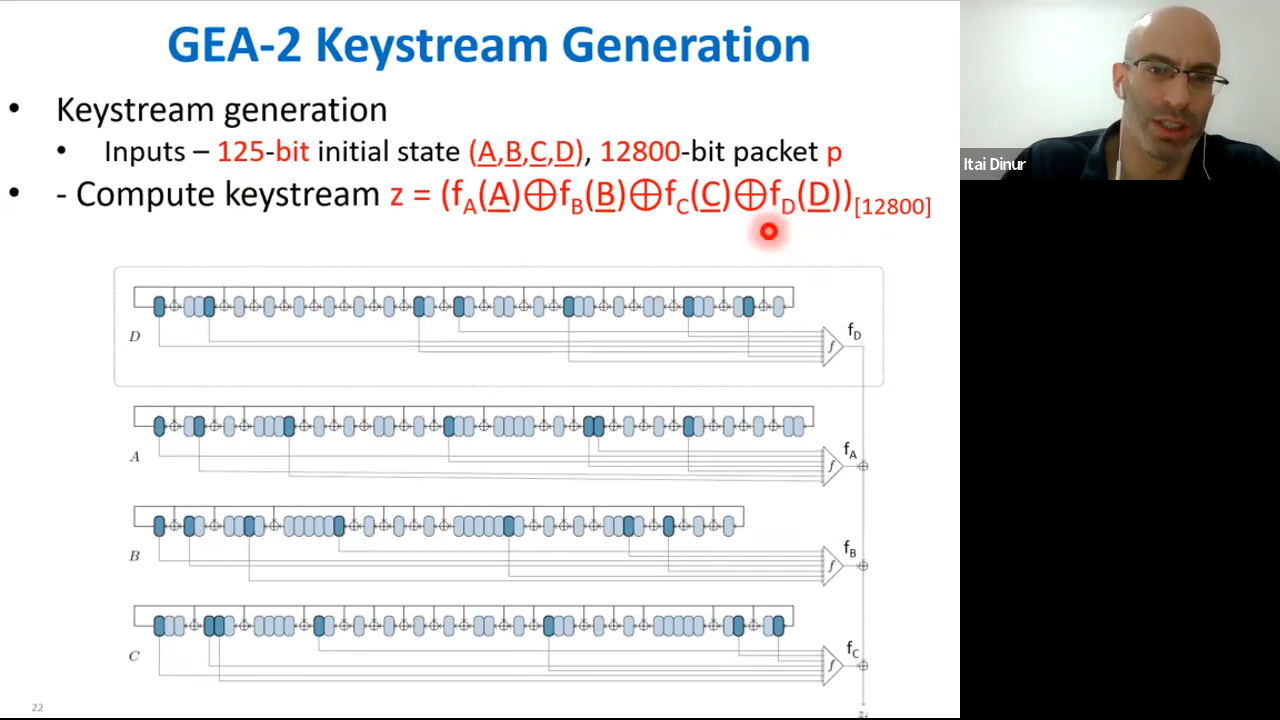 GEA-2 Keystream Generation
• Keystream generation
• Inputs – 125-bit initial state (A,B,C,D), 12800-bit packet p
• - Compute keystream z = (fA(A)⊕fB(B)⊕fC(C)⊕fD(D))[12800]
Itai Dinur
D
f
fD
A
f
fA
B
f
fB
C
f
fC
22